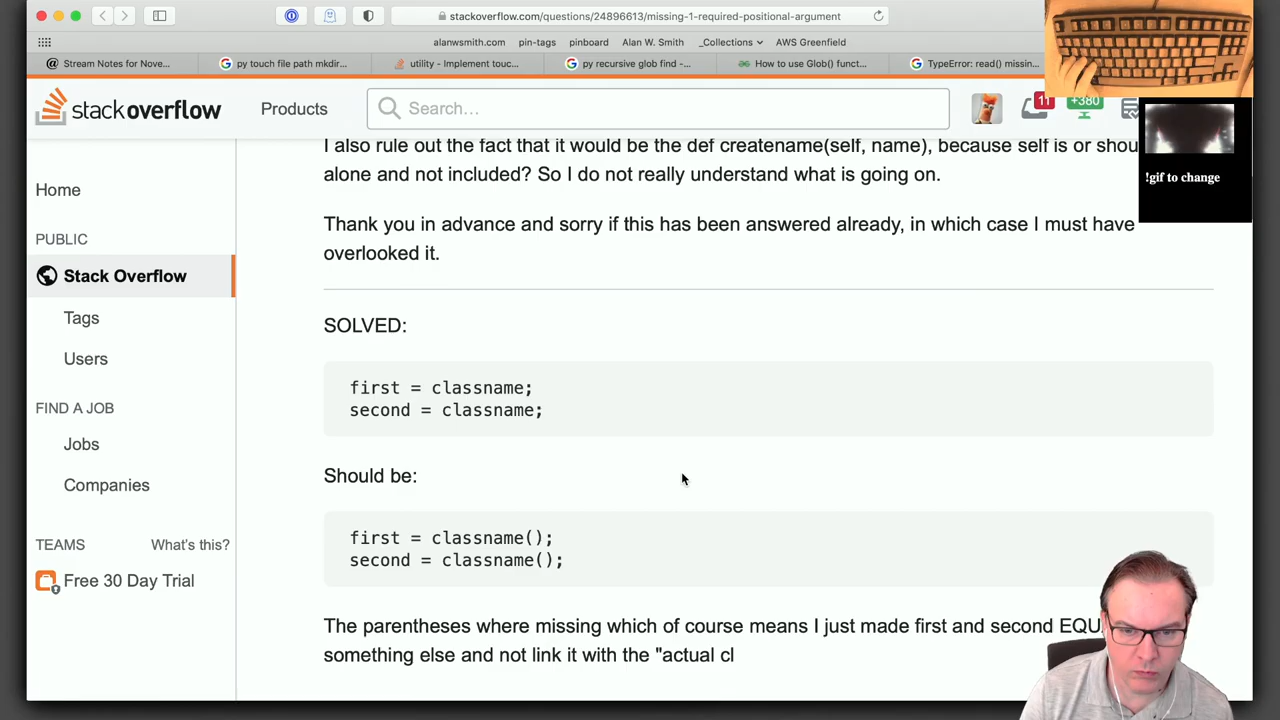 stackoverflow.com/questions/24896613/missing-1-required-positional-argument
alanwsmith.com pin-tags pinboard Alan W. Smith _Collections AWS Greenfield
Stream Notes for Nove... py touch file path mkdir... utility - Implement touc... py recursive glob find -... How to use Glob() funct... TypeError: read() missin...
stackoverflow Products Search... 11 +380
I also rule out the fact that it would be the def createname(self, name), because self is or shou
alone and not included? So I do not really understand what is going on.
!gif to change
Home
Thank you in advance and sorry if this has been answered already, in which case I must have
overlooked it.
PUBLIC
Stack Overflow
Tags
Users
SOLVED:
FIND A JOB
Jobs
Companies
first = classname;
second = classname;
Should be:
first = classname();
second = classname();
TEAMS What's this?
Free 30 Day Trial
The parentheses where missing which of course means I just made first and second EQU
something else and not link it with the "actual cl